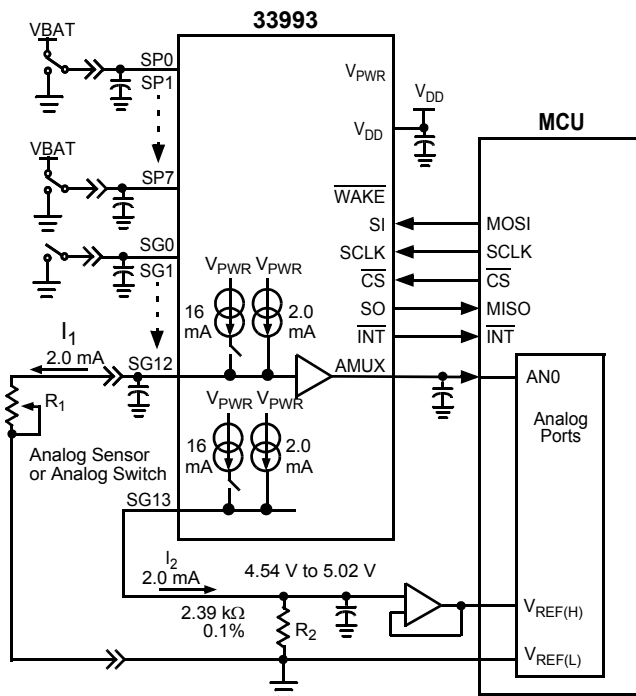 33993
VBAT
SP0
SP1
VBAT
SP7
SG0
SG1
VPWR
VDD
VDD
WAKE
SI
SCLK
CS
SO
INT
MCU
MOSI
SCLK
CS
MISO
INT
VPWR VPWR
16 mA
2.0 mA
I1
2.0 mA
SG12
AMUX
AN0
Analog Ports
R1
Analog Sensor
or Analog Switch
VPWR VPWR
16 mA
2.0 mA
SG13
I2
2.0 mA
4.54 V to 5.02 V
2.39 kΩ
0.1%
R2
VREF(H)
VREF(L)